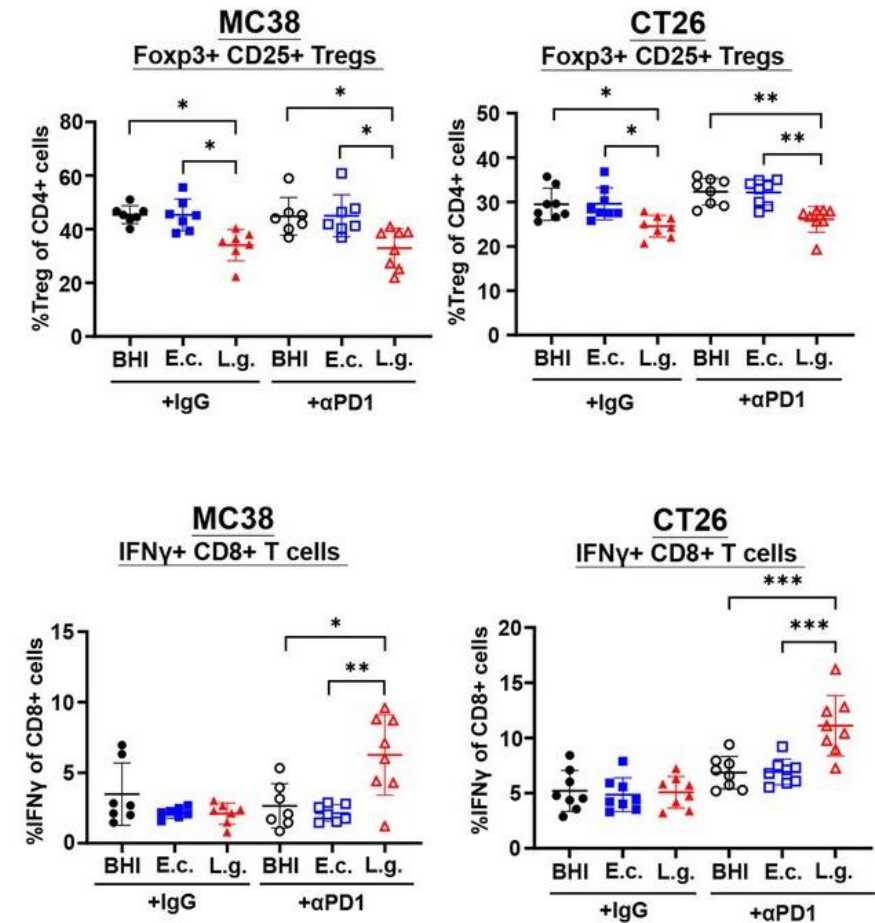 MC38
Foxp3+ CD25+ Tregs
%Treg of CD4+ cells
80
60
40
20
0
* * * *
BHI E.c. L.g. BHI E.c. L.g.
+IgG +αPD1
CT26
Foxp3+ CD25+ Tregs
%Treg of CD4+ cells
50
40
30
20
10
0
* * ** **
BHI E.c. L.g. BHI E.c. L.g.
+IgG +αPD1
MC38
IFNγ+ CD8+ T cells
%IFNγ of CD8+ cells
15
10
5
0
* **
BHI E.c. L.g. BHI E.c. L.g.
+IgG +αPD1
CT26
IFNγ+ CD8+ T cells
%IFNγ of CD8+ cells
20
15
10
5
0
*** ***
BHI E.c. L.g. BHI E.c. L.g.
+IgG +αPD1